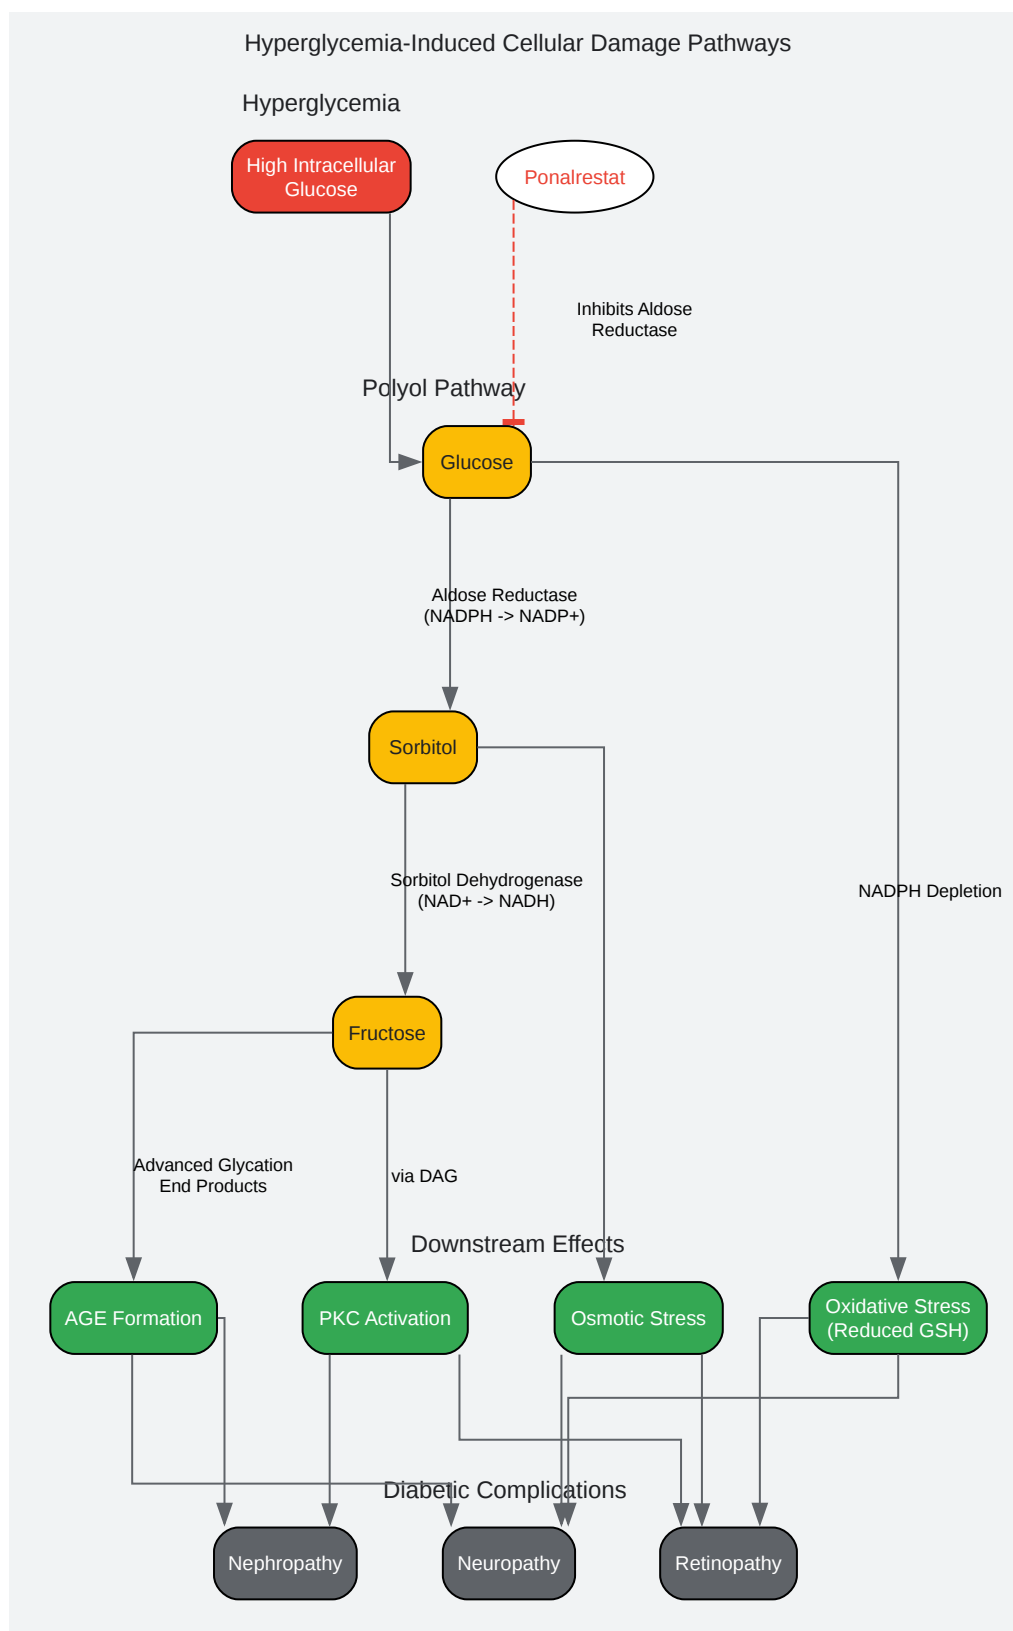 Hyperglycemia-Induced Cellular Damage Pathways
Hyperglycemia
High Intracellular
Glucose
Ponalrestat
Inhibits Aldose
Reductase
Polyol Pathway
Glucose
Aldose Reductase
(NADPH -> NADP+)
Sorbitol
Sorbitol Dehydrogenase
(NAD+ -> NADH)
NADPH Depletion
Fructose
Advanced Glycation
End Products
via DAG
Downstream Effects
AGE Formation
PKC Activation
Osmotic Stress
Oxidative Stress
(Reduced GSH)
Diabetic Complications
Nephropathy
Neuropathy
Retinopathy